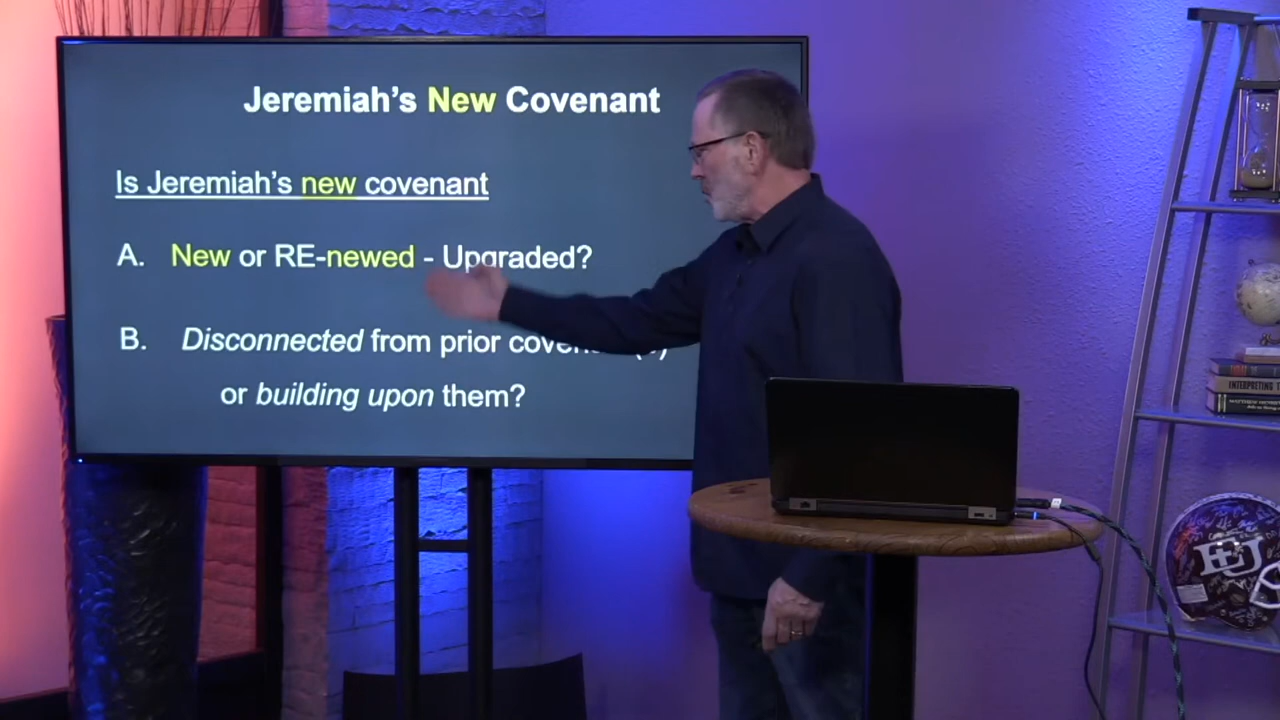 Jeremiah's New Covenant
Is Jeremiah's new covenant
A. New or RE-newed - Upgraded?
B. Disconnected from prior
or building upon them?
INTERPRETING